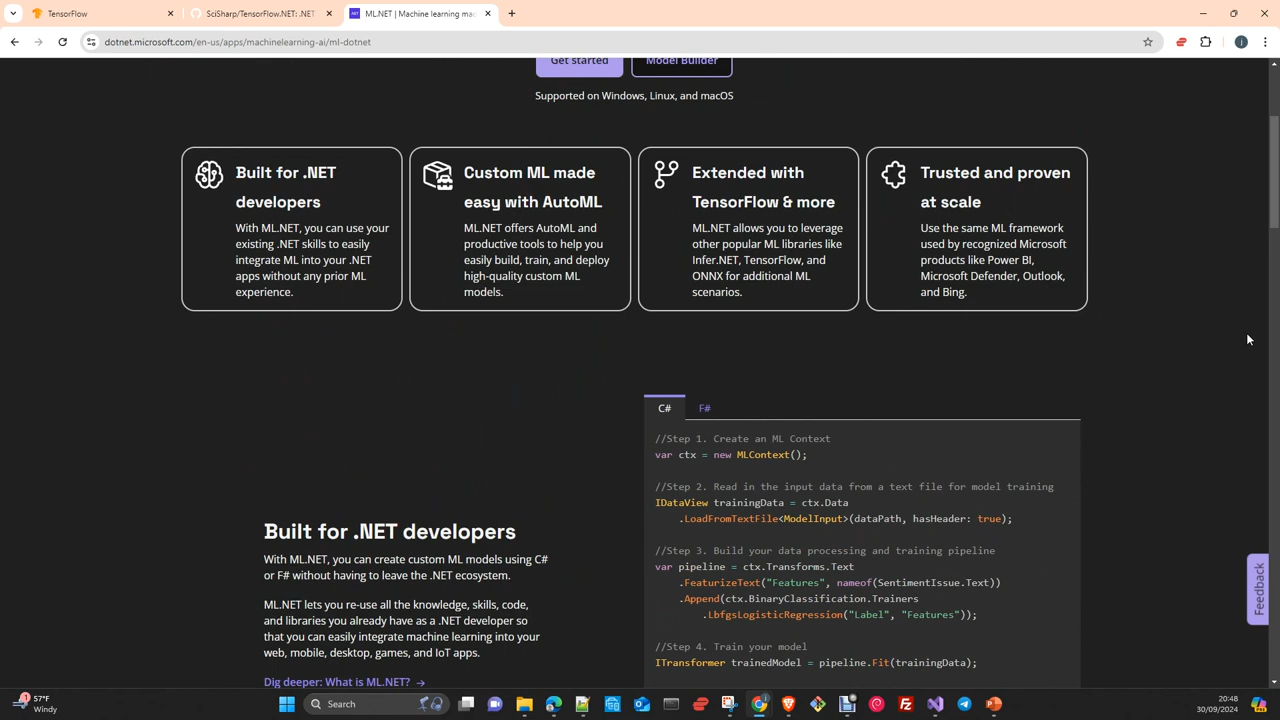 TensorFlow
SciSharp/TensorFlow.NET: .NET
ML.NET | Machine learning mac
dotnet.microsoft.com/en-us/apps/machinelearning-ai/ml-dotnet
Get started
Model Builder
Supported on Windows, Linux, and macOS
Built for .NET
developers
With ML.NET, you can use your
existing .NET skills to easily
integrate ML into your .NET
apps without any prior ML
experience.
Custom ML made
easy with AutoML
ML.NET offers AutoML and
productive tools to help you
easily build, train, and deploy
high-quality custom ML
models.
Extended with
TensorFlow & more
ML.NET allows you to leverage
other popular ML libraries like
Infer.NET, TensorFlow, and
ONNX for additional ML
scenarios.
Trusted and proven
at scale
Use the same ML framework
used by recognized Microsoft
products like Power BI,
Microsoft Defender, Outlook,
and Bing.
Built for .NET developers
With ML.NET, you can create custom ML models using C#
or F# without having to leave the .NET ecosystem.
ML.NET lets you re-use all the knowledge, skills, code,
and libraries you already have as a .NET developer so
that you can easily integrate machine learning into your
web, mobile, desktop, games, and IoT apps.
Dig deeper: What is ML.NET? →
C#
F#
//Step 1. Create an ML Context
var ctx = new MLContext();
//Step 2. Read in the input data from a text file for model training
IDataView trainingData = ctx.Data
.LoadFromTextFile<ModelInput>(dataPath, hasHeader: true);
//Step 3. Build your data processing and training pipeline
var pipeline = ctx.Transforms.Text
.FeaturizeText("Features", nameof(SentimentIssue.Text))
.Append(ctx.BinaryClassification.Trainers
.LbfgsLogisticRegression("Label", "Features"));
//Step 4. Train your model
ITransformer trainedModel = pipeline.Fit(trainingData);
Feedback
1
57°F
Windy
Search
20:48
30/09/2024